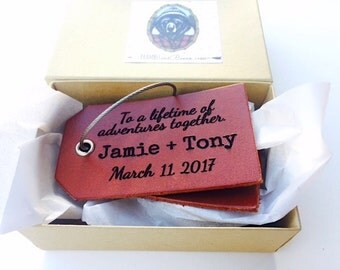 To a lifetime of
adventures together.
Jamie + Tony
March 11, 2017